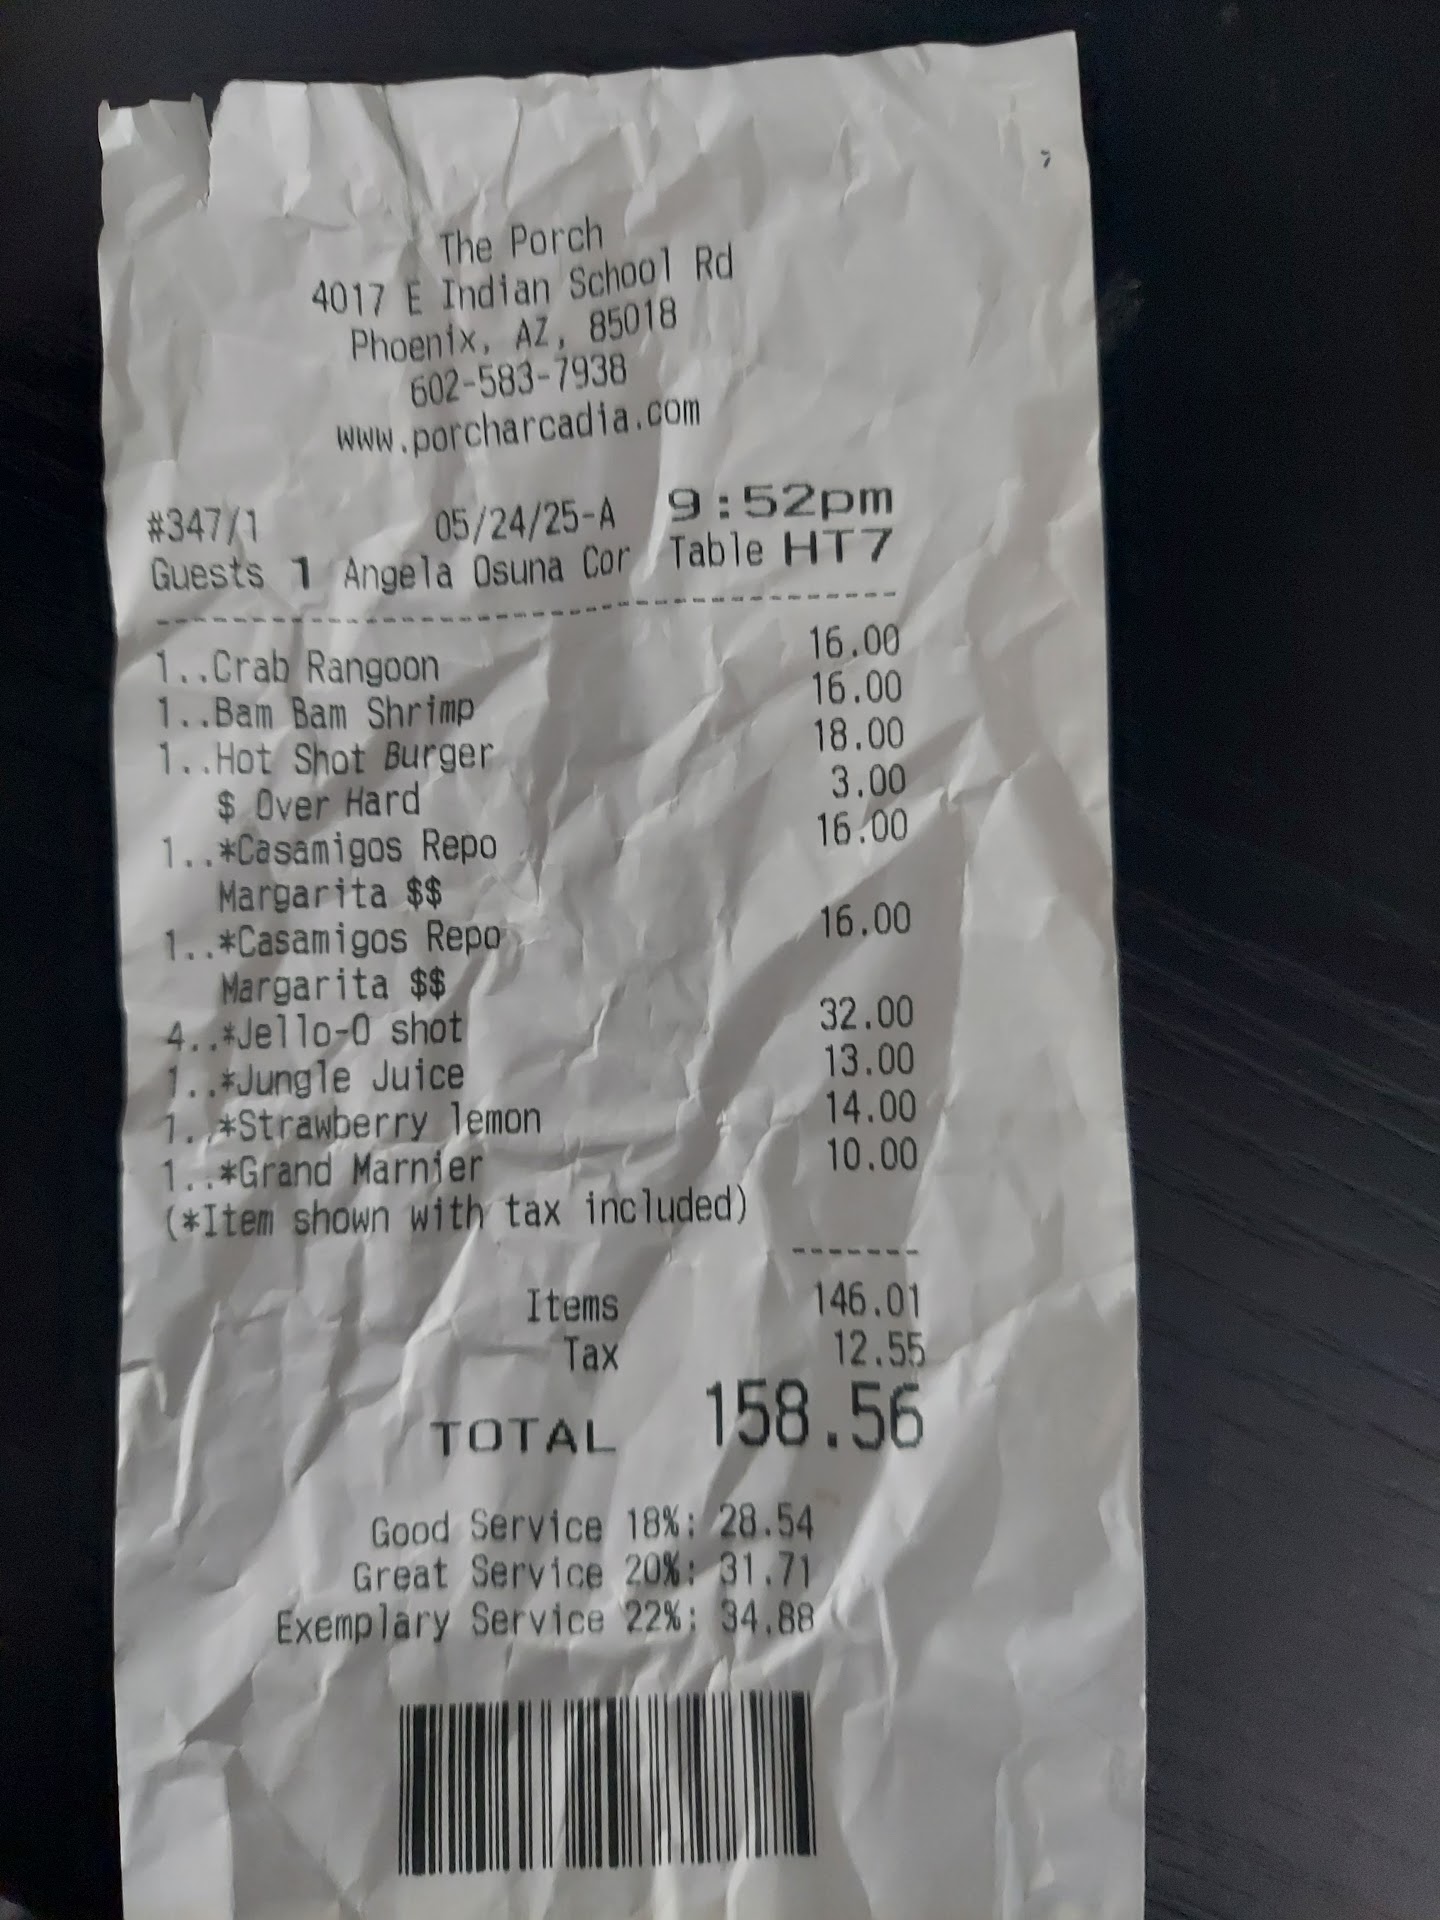 The Porch
4017 E Indian School Rd
Phoenix, AZ, 85018
602-583-7938
www.porcharcadia.com
#347/1 05/24/25-A 9:52pm
Guests 1 Angela Osuna Cor Table HT7
1..Crab Rangoon 16.00
1..Bam Bam Shrimp 16.00
1..Hot Shot Burger 18.00
$ Over Hard 3.00
1..*Casamigos Repo 16.00
Margarita $$
1..*Casamigos Repo 16.00
Margarita $$
4..*Jello-O shot 32.00
1..*Jungle Juice 13.00
1..*Strawberry lemon 14.00
1..*Grand Marnier 10.00
(*Item shown with tax included)
Items 146.01
Tax 12.55
TOTAL 158.56
Good Service 18%: 28.54
Great Service 20%: 31.71
Exemplary Service 22%: 34.88